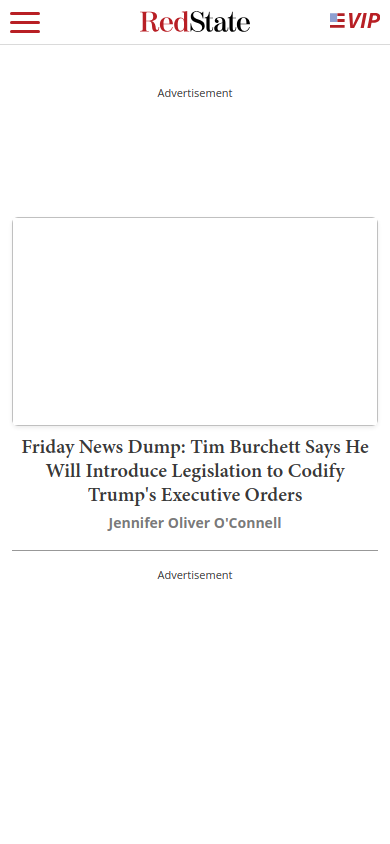 RedState
VIP
Advertisement
Friday News Dump: Tim Burchett Says He
Will Introduce Legislation to Codify
Trump's Executive Orders
Jennifer Oliver O'Connell
Advertisement